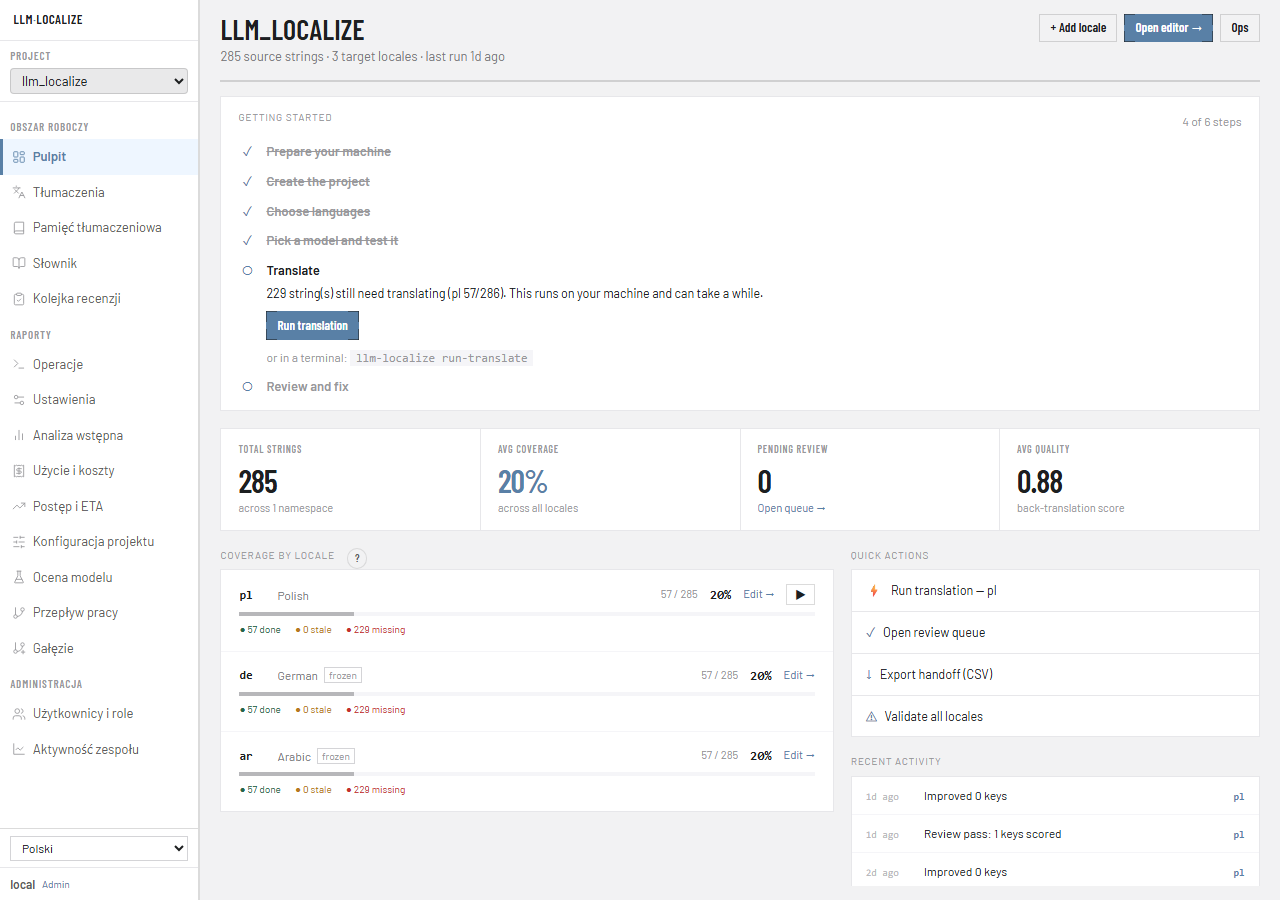 LLM·LOCALIZE
PROJECT
llm_localize
OBSZAR ROBOCZY
Pulpit
Tłumaczenia
Pamięć tłumaczeniowa
Słownik
Kolejka recenzji
RAPORTY
Operacje
Ustawienia
Analiza wstępna
Użycie i koszty
Postęp i ETA
Konfiguracja projektu
Ocena modelu
Przepływ pracy
Gałęzie
ADMINISTRACJA
Użytkownicy i role
Aktywność zespołu
Polski
local Admin
LLM_LOCALIZE
285 source strings · 3 target locales · last run 1d ago
+ Add locale
Open editor →
Ops
GETTING STARTED
4 of 6 steps
✓ Prepare your machine
✓ Create the project
✓ Choose languages
✓ Pick a model and test it
Translate
229 string(s) still need translating (pl 57/286). This runs on your machine and can take a while.
Run translation
or in a terminal: llm-localize run-translate
Review and fix
TOTAL STRINGS
285
across 1 namespace
AVG COVERAGE
20%
across all locales
PENDING REVIEW
0
Open queue →
AVG QUALITY
0.88
back-translation score
COVERAGE BY LOCALE ?
pl Polish 57 / 285 20% Edit → ▶
● 57 done ● 0 stale ● 229 missing
de German frozen 57 / 285 20% Edit →
● 57 done ● 0 stale ● 229 missing
ar Arabic frozen 57 / 285 20% Edit →
● 57 done ● 0 stale ● 229 missing
QUICK ACTIONS
Run translation — pl
✓ Open review queue
↓ Export handoff (CSV)
⚠ Validate all locales
RECENT ACTIVITY
1d ago Improved 0 keys pl
1d ago Review pass: 1 keys scored pl
2d ago Improved 0 keys pl